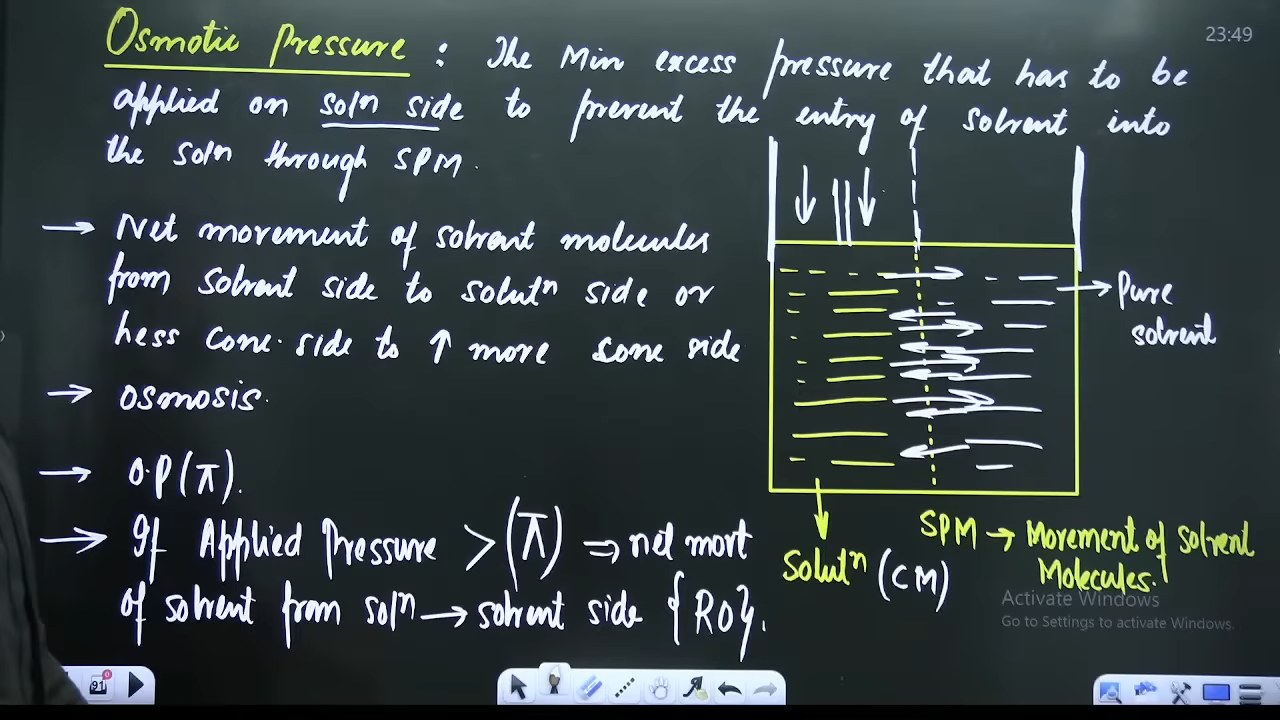 23:49
Osmotic Pressure : The Min excess pressure that has to be
applied on solⁿ side to prevent the entry of solvent into
the solⁿ through SPM.
→ Net movement of solvent molecules
from solvent side to solutⁿ side or
Less conc. side to ↑ more conc side
→ Osmosis.
→ O.P (π).
→ If Applied Pressure > (π) ⇒ net movt
of solvent from solⁿ → solvent side {RO}.
→ Pure
solvent
Solutⁿ (CM)
SPM → Movement of solvent
Molecules.
Activate Windows
Go to Settings to activate Windows.
91